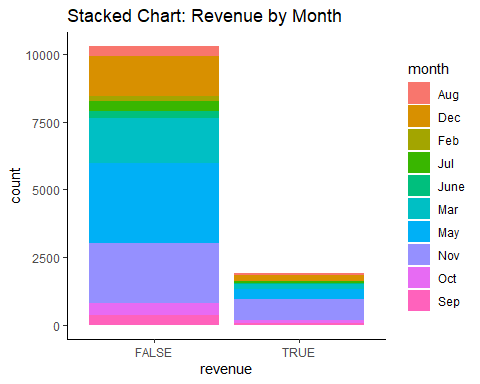 Stacked Chart: Revenue by Month
10000
7500
5000
2500
0
count
FALSE
TRUE
revenue
month
Aug
Dec
Feb
Jul
June
Mar
May
Nov
Oct
Sep